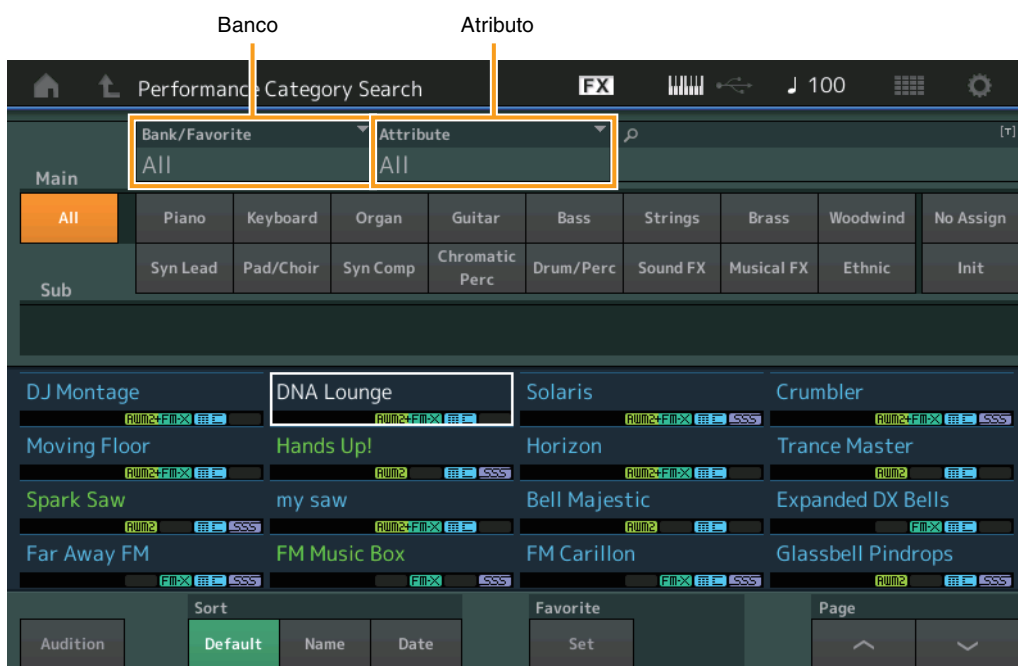 Banco
Atributo
Performance Category Search
FX
100
Bank/Favorite
Attribute
[T]
All
All
Main
All
Piano
Keyboard
Organ
Guitar
Bass
Strings
Brass
Woodwind
No Assign
Syn Lead
Pad/Choir
Syn Comp
Chromatic
Perc
Drum/Perc
Sound FX
Musical FX
Ethnic
Init
Sub
DJ Montage
DNA Lounge
Solaris
Crumbler
AWM2+FM-X
AWM2+FM-X
AWM2+FM-X SSS
AWM2+FM-X SSS
Moving Floor
Hands Up!
Horizon
Trance Master
AWM2+FM-X
AWM2 SSS
AWM2+FM-X
AWM2
Spark Saw
my saw
Bell Majestic
Expanded DX Bells
AWM2 SSS
AWM2+FM-X
AWM2
FM-X
Far Away FM
FM Music Box
FM Carillon
Glassbell Pindrops
FM-X SSS
FM-X SSS
FM-X SSS
AWM2 SSS
Sort
Favorite
Page
Audition
Default
Name
Date
Set